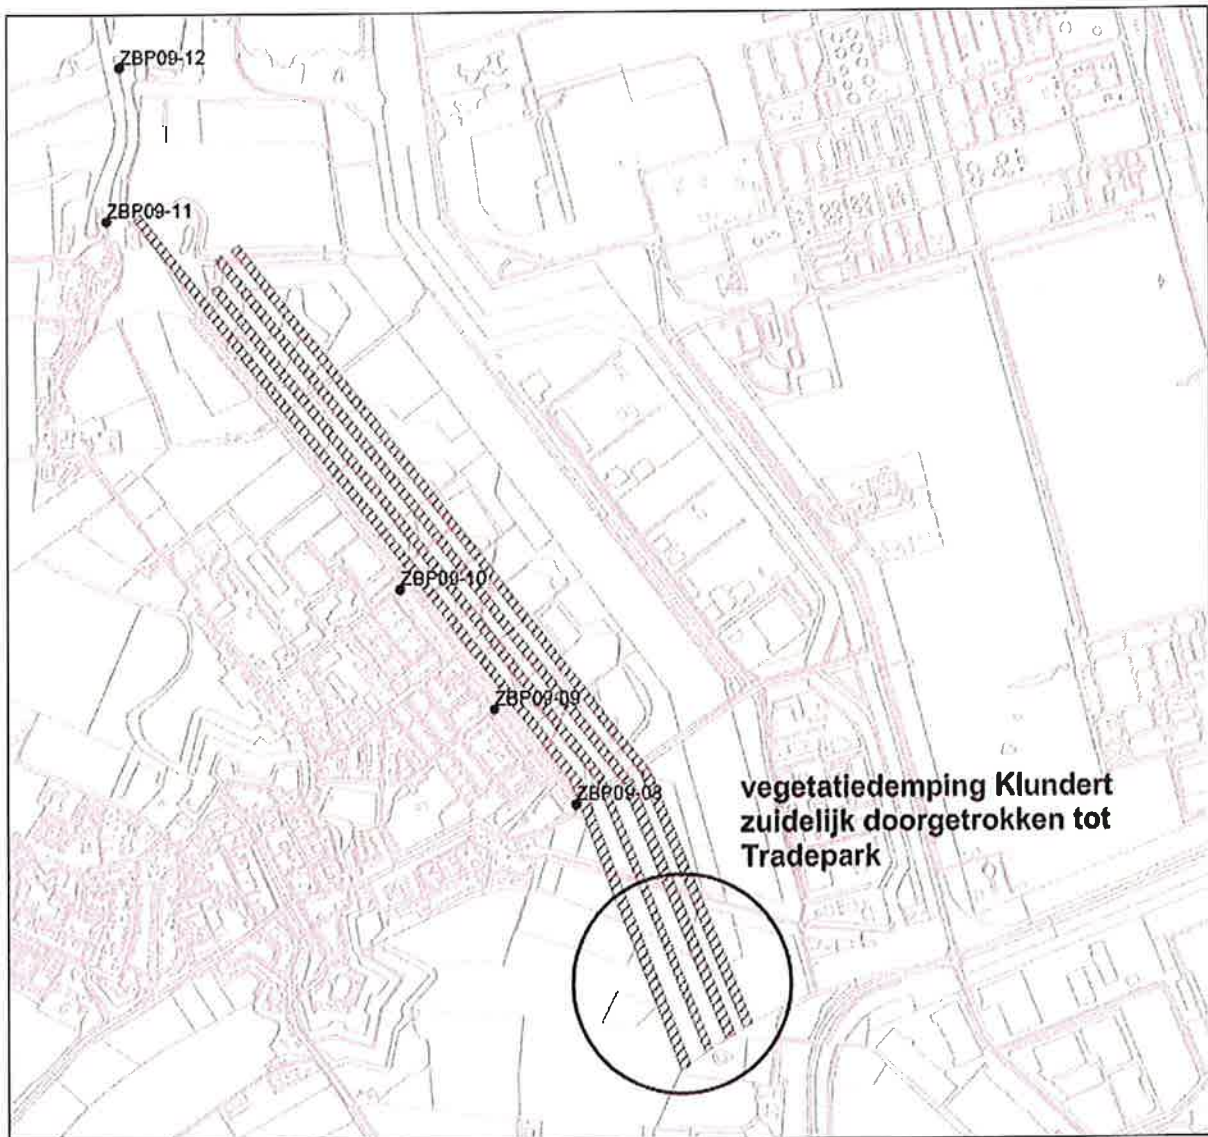 ZBP09-12
ZBP09-11
ZBP09-10
ZBP09-09
ZBP09-08
vegetatiedemping Klundert
zuidelijk doorgetrokken tot
Tradepark